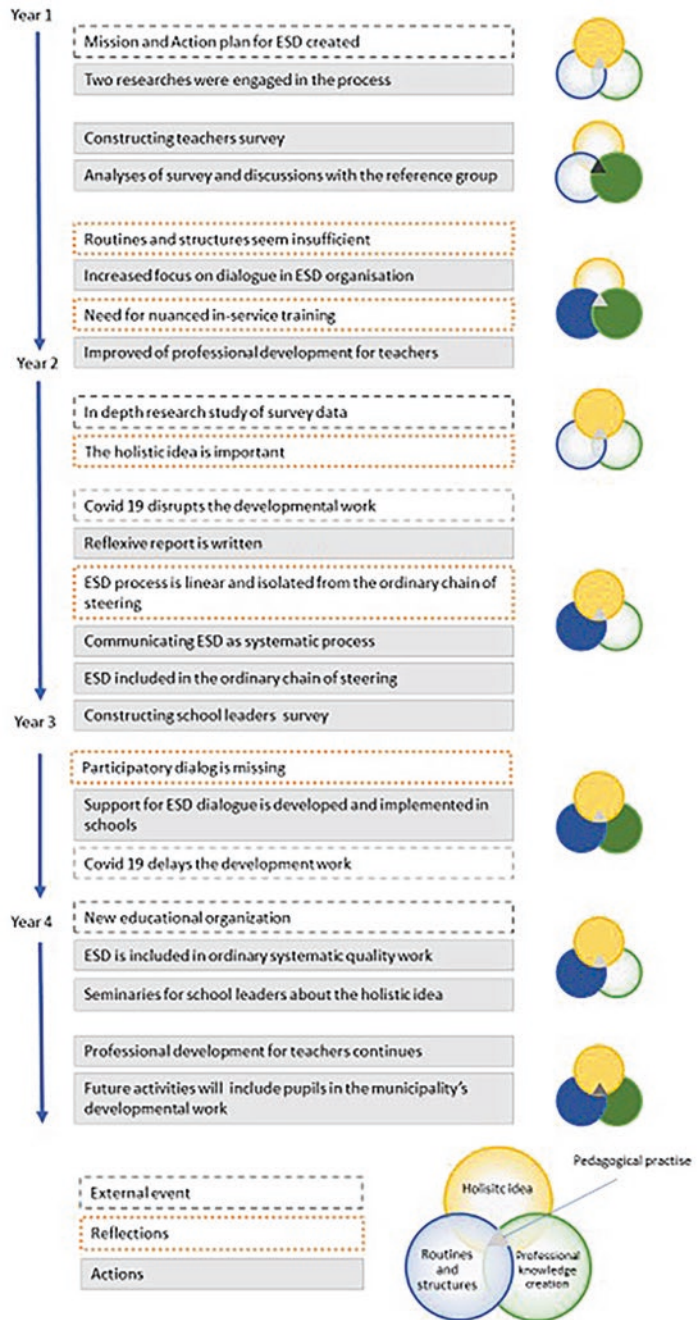 Year 1
Mission and Action plan for ESD created
Two researches were engaged in the process
Constructing teachers survey
Analyses of survey and discussions with the reference group
Routines and structures seem insufficient
Increased focus on dialogue in ESD organisation
Need for nuanced in-service training
Improved of professional development for teachers
Year 2
In depth research study of survey data
The holistic idea is important
Covid 19 disrupts the developmental work
Reflexive report is written
ESD process is linear and isolated from the ordinary chain of
steering
Communicating ESD as systematic process
ESD included in the ordinary chain of steering
Constructing school leaders survey
Year 3
Participatory dialog is missing
Support for ESD dialogue is developed and implemented in
schools
Covid 19 delays the development work
Year 4
New educational organization
ESD is included in ordinary systematic quality work
Seminaries for school leaders about the holistic idea
Professional development for teachers continues
Future activities will include pupils in the municipality's
developmental work
External event
Reflections
Actions
Pedagogical practise
Holisitc idea
Routines
and
structures
Professional
knowledge
creation